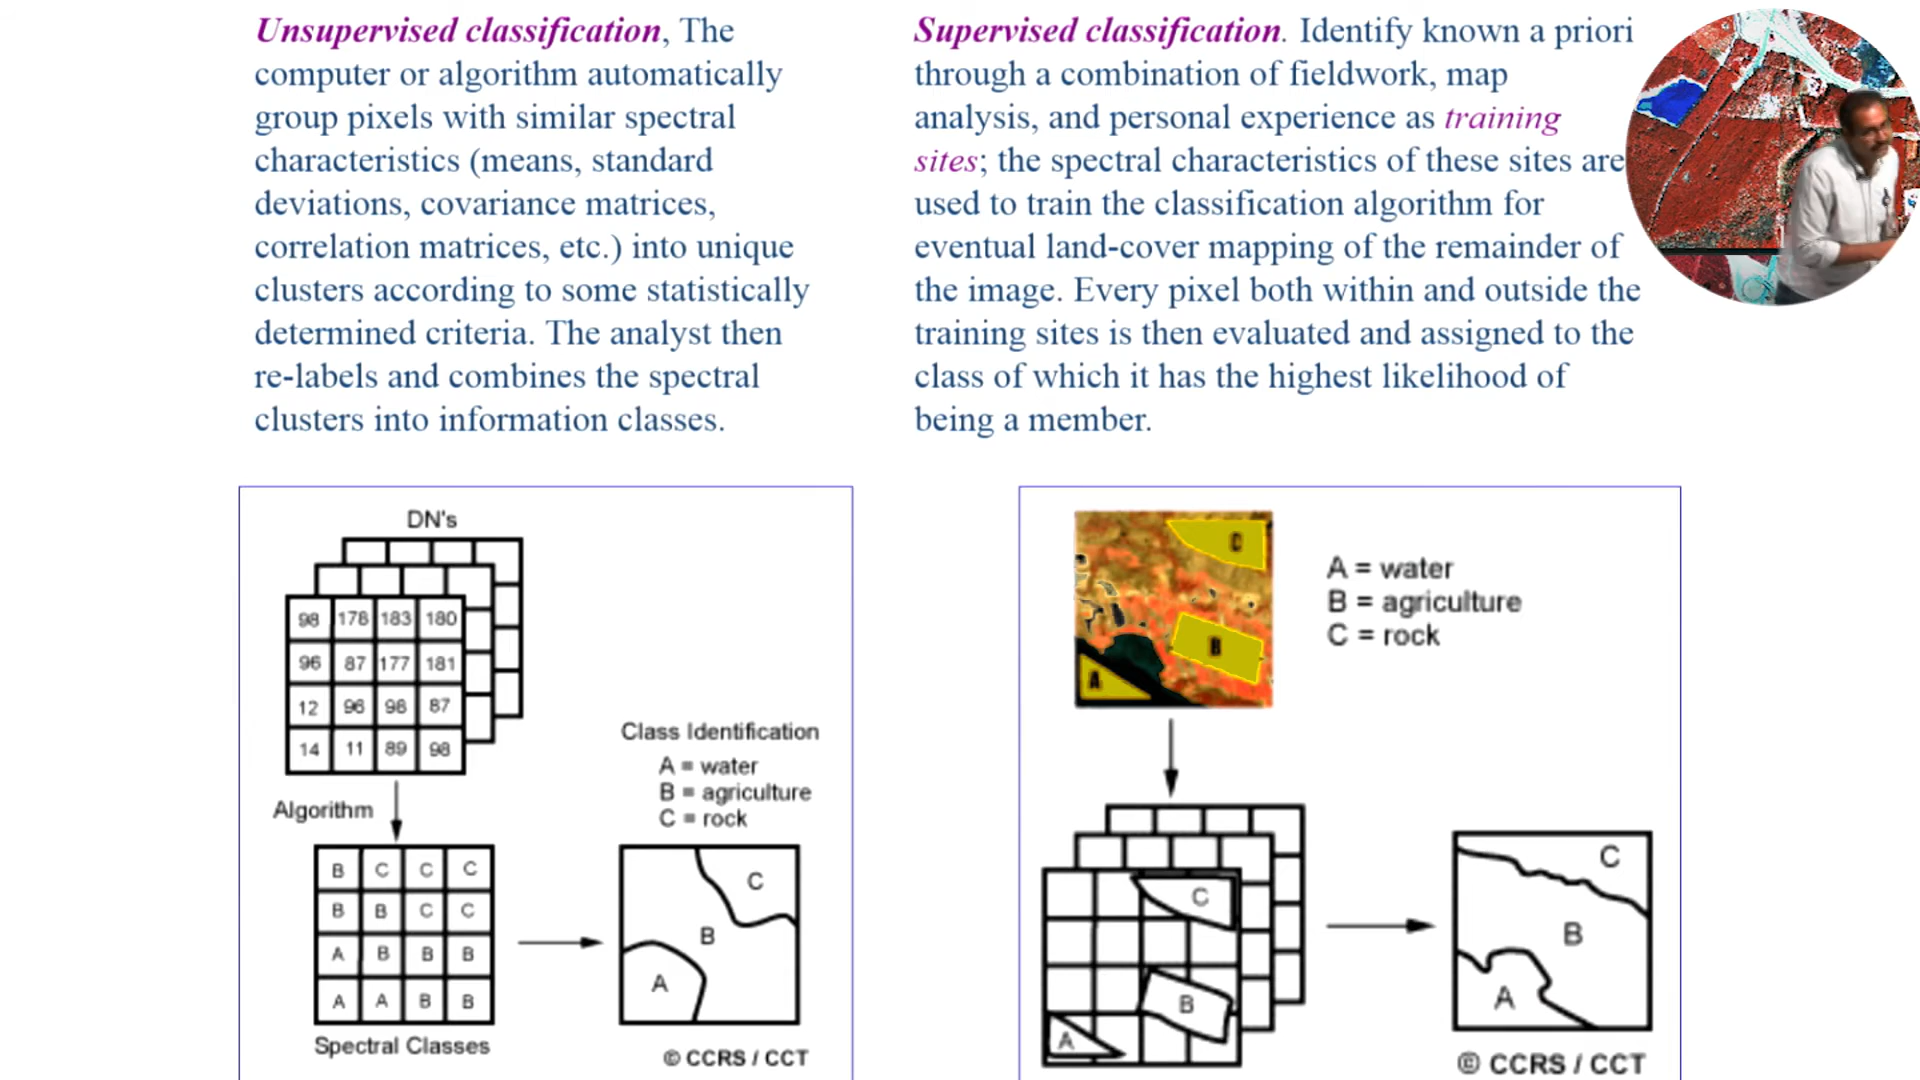 Unsupervised classification, The
computer or algorithm automatically
group pixels with similar spectral
characteristics (means, standard
deviations, covariance matrices,
correlation matrices, etc.) into unique
clusters according to some statistically
determined criteria. The analyst then
re-labels and combines the spectral
clusters into information classes.
Supervised classification. Identify known a priori
through a combination of fieldwork, map
analysis, and personal experience as training
sites; the spectral characteristics of these sites are
used to train the classification algorithm for
eventual land-cover mapping of the remainder of
the image. Every pixel both within and outside the
training sites is then evaluated and assigned to the
class of which it has the highest likelihood of
being a member.
DN's
98 178 183 180
96 87 177 181
12 96 98 87
14 11 89 98
Algorithm
B C C C
B B C C
A B B B
A A B B
Spectral Classes
Class Identification
A = water
B = agriculture
C = rock
C
B
A
© CCRS / CCT
C
B
A
A = water
B = agriculture
C = rock
C
B
A
C
B
A
© CCRS / CCT